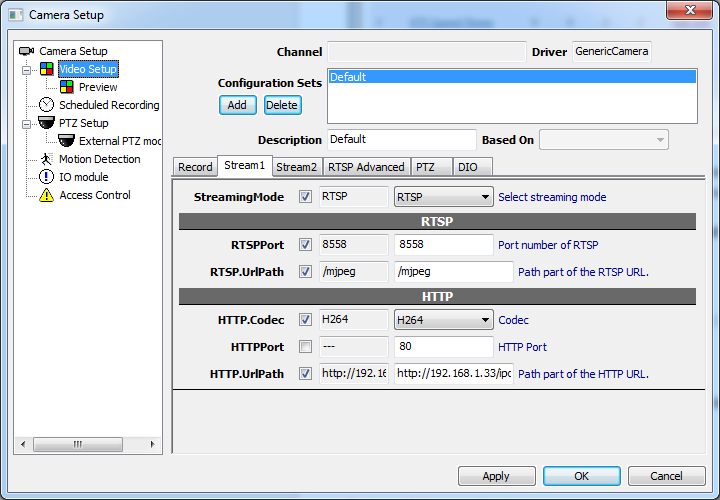 Camera Setup
Camera Setup
Video Setup
Preview
Scheduled Recording
PTZ Setup
External PTZ moc
Motion Detection
IO module
Access Control
Channel
Driver GenericCamera
Configuration Sets
Default
Add Delete
Description Default Based On
Record Stream1 Stream2 RTSP Advanced PTZ DIO
StreamingMode RTSP RTSP Select streaming mode
RTSP
RTSPPort 8558 8558 Port number of RTSP
RTSP.UrlPath /mjpeg /mjpeg Path part of the RTSP URL.
HTTP
HTTP.Codec H264 H264 Codec
HTTPPort --- 80 HTTP Port
HTTP.UrlPath http://192.16 http://192.168.1.33/ipc Path part of the HTTP URL.
Apply OK Cancel